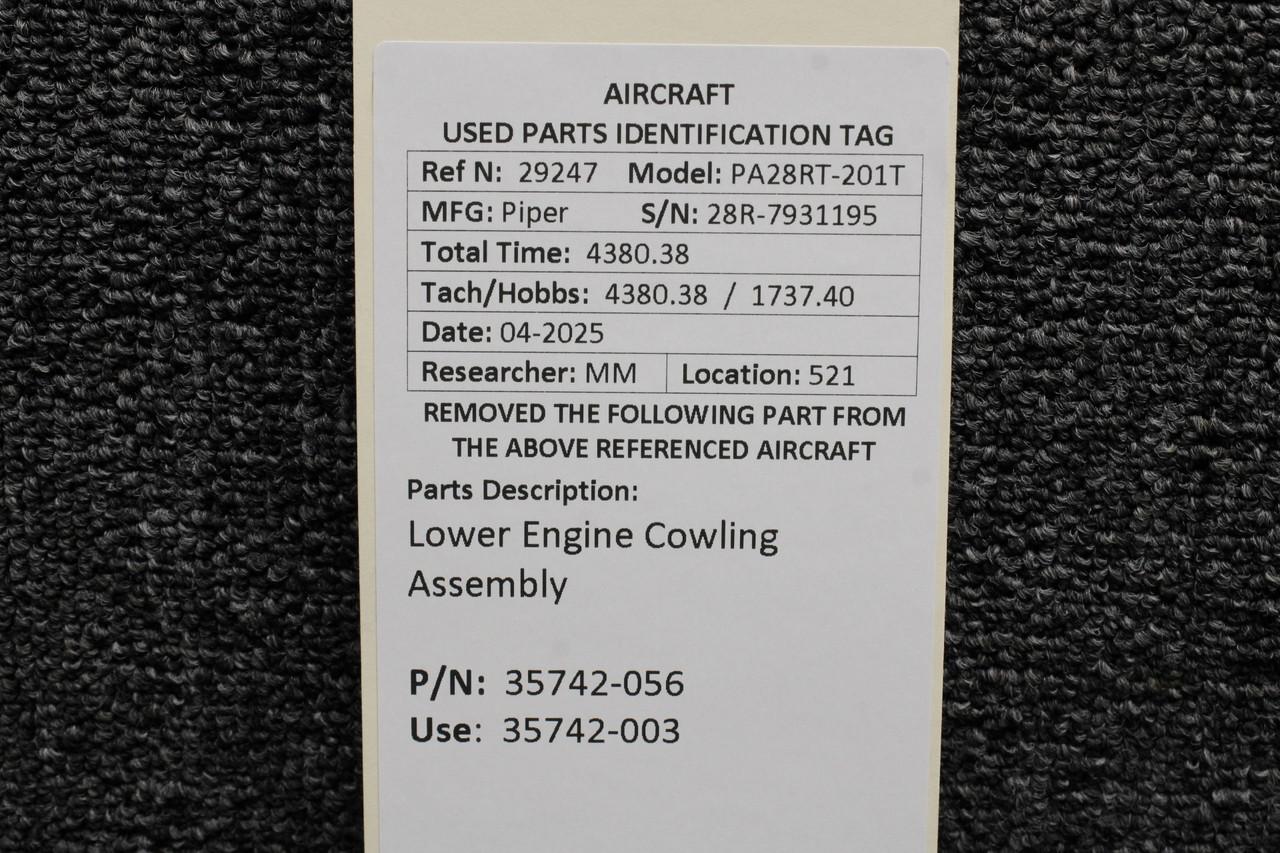 AIRCRAFT
USED PARTS IDENTIFICATION TAG
Ref N: 29247 Model: PA28RT-201T
MFG: Piper S/N: 28R-7931195
Total Time: 4380.38
Tach/Hobbs: 4380.38 / 1737.40
Date: 04-2025
Researcher: MM Location: 521
REMOVED THE FOLLOWING PART FROM
THE ABOVE REFERENCED AIRCRAFT
Parts Description:
Lower Engine Cowling
Assembly
P/N: 35742-056
Use: 35742-003